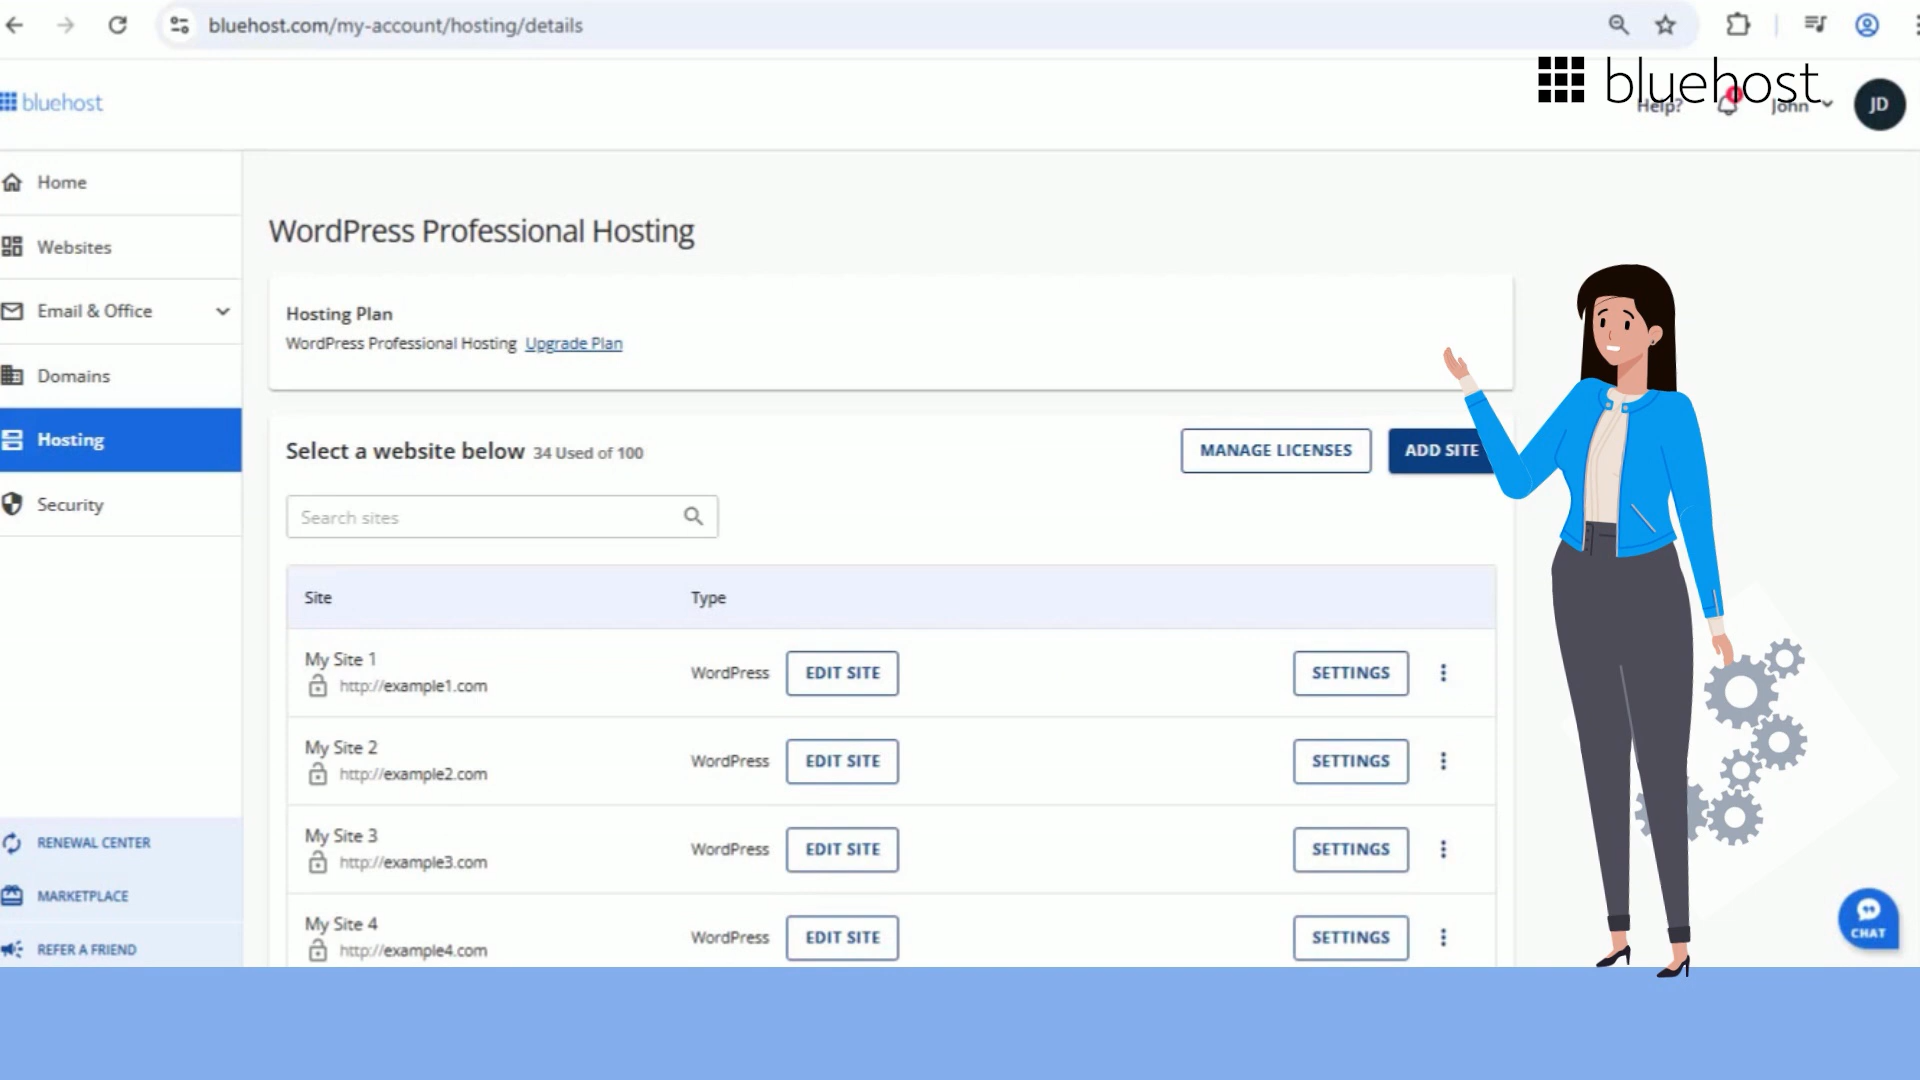 bluehost.com/my-account/hosting/details
bluehost
bluehost
Help?
John
JD
Home
Websites
Email & Office
Domains
Hosting
Security
RENEWAL CENTER
MARKETPLACE
REFER A FRIEND
WordPress Professional Hosting
Hosting Plan
WordPress Professional Hosting Upgrade Plan
Select a website below 34 Used of 100
MANAGE LICENSES
ADD SITE
Search sites
Site Type
My Site 1
http://example1.com
WordPress EDIT SITE SETTINGS
My Site 2
http://example2.com
WordPress EDIT SITE SETTINGS
My Site 3
http://example3.com
WordPress EDIT SITE SETTINGS
My Site 4
http://example4.com
WordPress EDIT SITE SETTINGS
CHAT